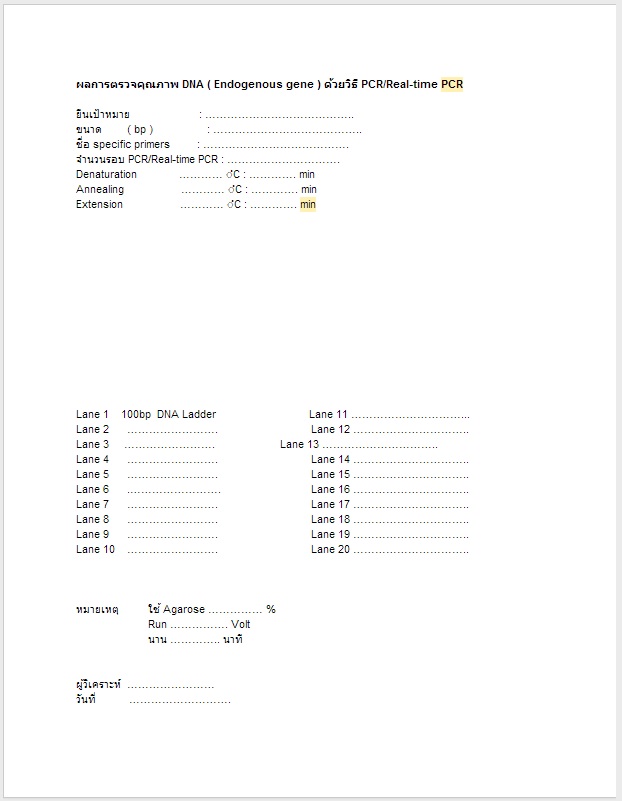 ผลการตรวจคุณภาพ DNA ( Endogenous gene ) ด้วยวิธี PCR/Real-time PCR
ยีนเป้าหมาย : ……………………………………
ขนาด ( bp ) : ……………………………………
ชื่อ specific primers : ……………………………………
จำนวนรอบ PCR/Real-time PCR : ……………………………
Denaturation ………… ํC : ………… min
Annealing ………… ํC : ………… min
Extension ………… ํC : ………… min
Lane 1 100bp DNA Ladder Lane 11 ……………………………
Lane 2 …………………… Lane 12 ……………………………
Lane 3 …………………… Lane 13 ……………………………
Lane 4 …………………… Lane 14 ……………………………
Lane 5 …………………… Lane 15 ……………………………
Lane 6 …………………… Lane 16 ……………………………
Lane 7 …………………… Lane 17 ……………………………
Lane 8 …………………… Lane 18 ……………………………
Lane 9 …………………… Lane 19 ……………………………
Lane 10 …………………… Lane 20 ……………………………
หมายเหตุ ใช้ Agarose …………… %
Run …………… Volt
นาน ………….. นาที
ผู้วิเคราะห์ ……………………
วันที่ ………………………